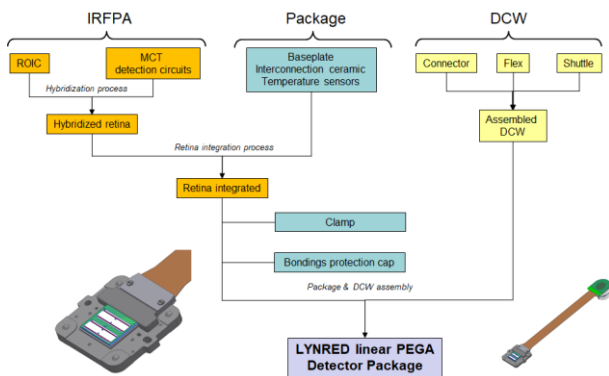 IRFPA
Package
DCW
ROIC
MCT
detection circuits
Baseplate
Interconnection ceramic
Temperature sensors
Connector
Flex
Shuttle
Hybridization process
Hybridized retina
Assembled
DCW
Retina integration process
Retina integrated
Clamp
Bondings protection cap
Package & DCW assembly
LYNRED linear PEGA
Detector Package